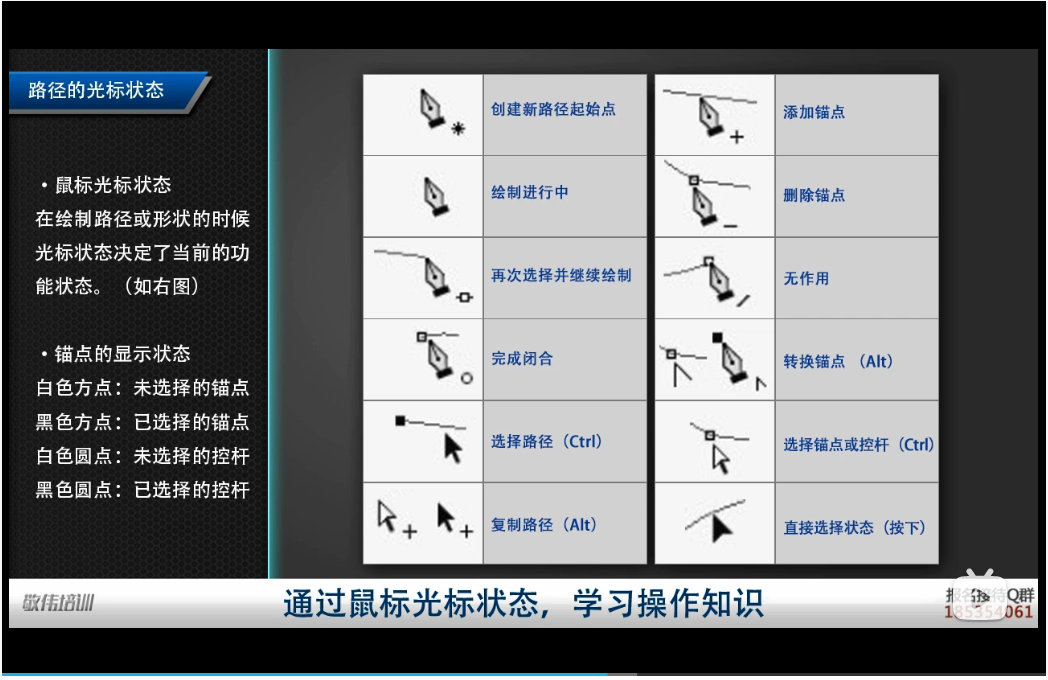 路径的光标状态
·鼠标光标状态
在绘制路径或形状的时候
光标状态决定了当前的功
能状态。（如右图）
·锚点的显示状态
白色方点：未选择的锚点
黑色方点：已选择的锚点
白色圆点：未选择的控杆
黑色圆点：已选择的控杆
创建新路径起始点
添加锚点
绘制进行中
删除锚点
再次选择并继续绘制
无作用
完成闭合
转换锚点 （Alt）
选择路径（Ctrl）
选择锚点或控杆（Ctrl）
复制路径（Alt）
直接选择状态（按下）
敬伟培训
通过鼠标光标状态，学习操作知识
Q群
185354061